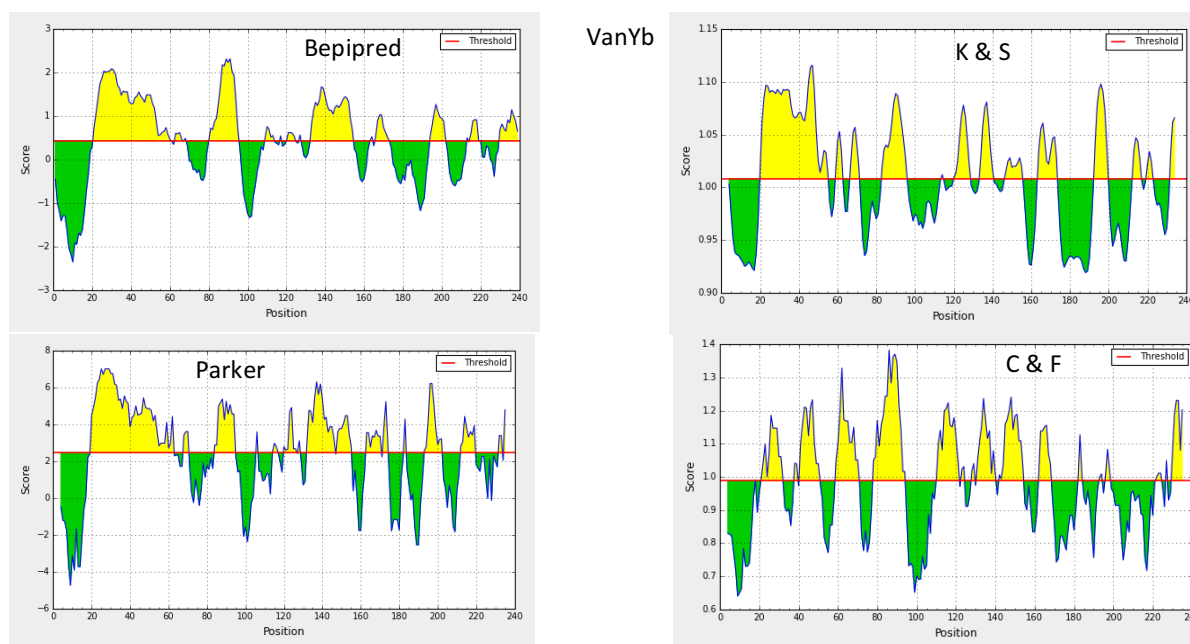 VanYb
Bepipred
Threshold
Score
3
2
1
0
−1
−2
−3
0 20 40 60 80 100 120 140 160 180 200 220 240
Position
K & S
Threshold
Score
1.15
1.10
1.05
1.00
0.95
0.90
0 20 40 60 80 100 120 140 160 180 200 220 240
Position
Parker
Threshold
Score
8
6
4
2
0
−2
−4
−6
0 20 40 60 80 100 120 140 160 180 200 220 240
Position
C & F
Threshold
Score
1.4
1.3
1.2
1.1
1.0
0.9
0.8
0.7
0.6
0 20 40 60 80 100 120 140 160 180 200 220 240
Position